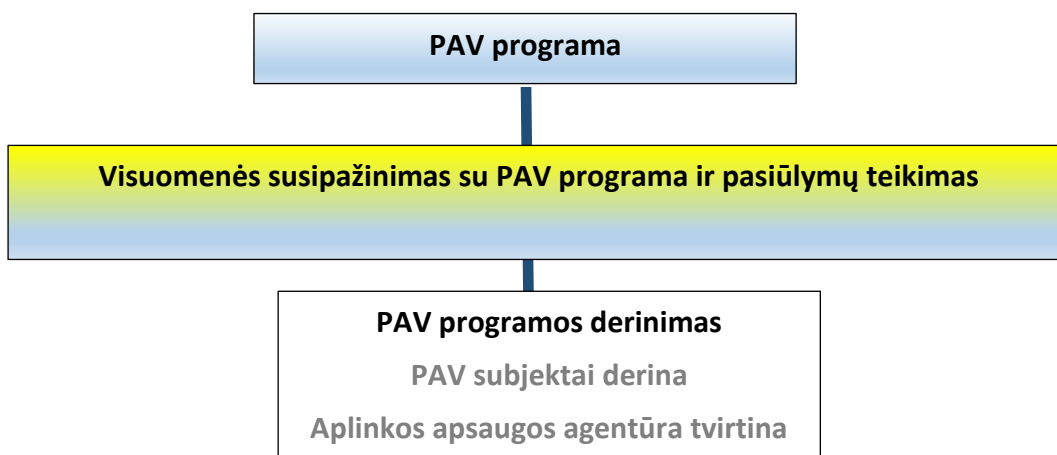 PAV programa
Visuomenės susipažinimas su PAV programa ir pasiūlymų teikimas
PAV programos derinimas
PAV subjektai derina
Aplinkos apsaugos agentūra tvirtina